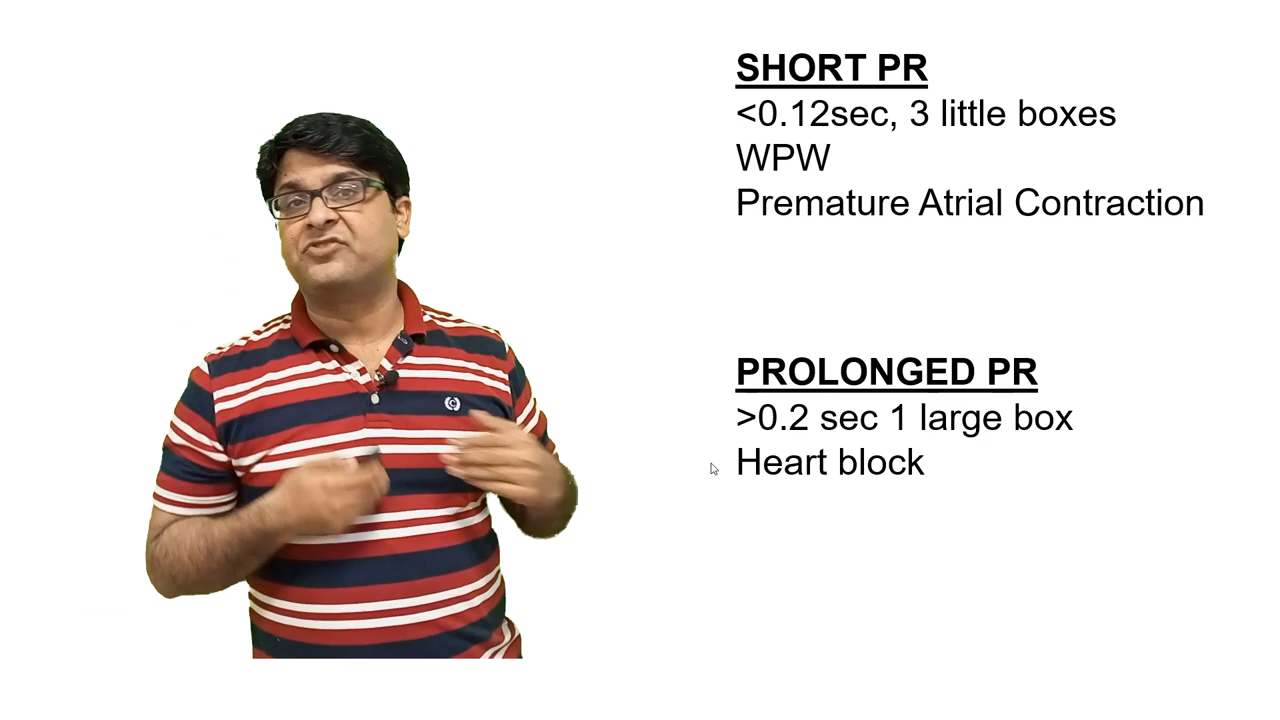 SHORT PR
<0.12sec, 3 little boxes
WPW
Premature Atrial Contraction
PROLONGED PR
>0.2 sec 1 large box
Heart block